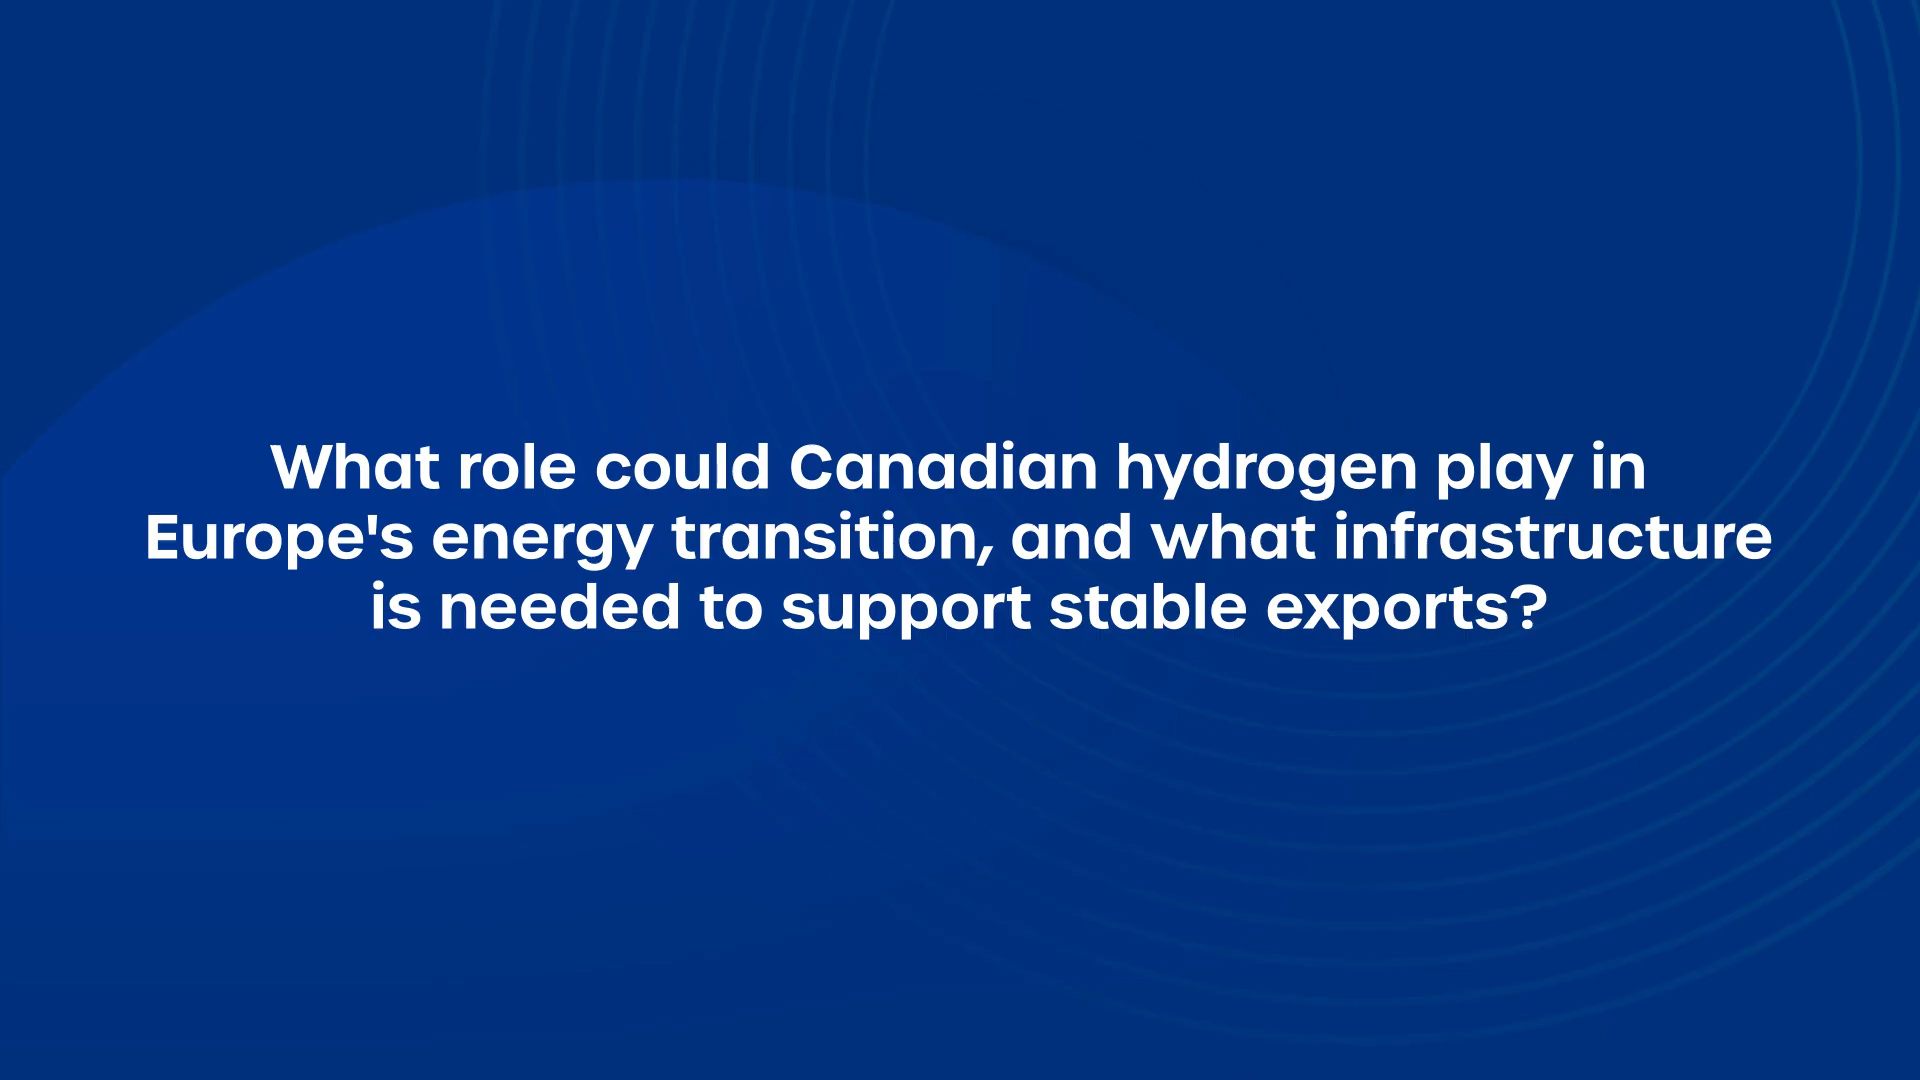 What role could Canadian hydrogen play in
Europe's energy transition, and what infrastructure
is needed to support stable exports?